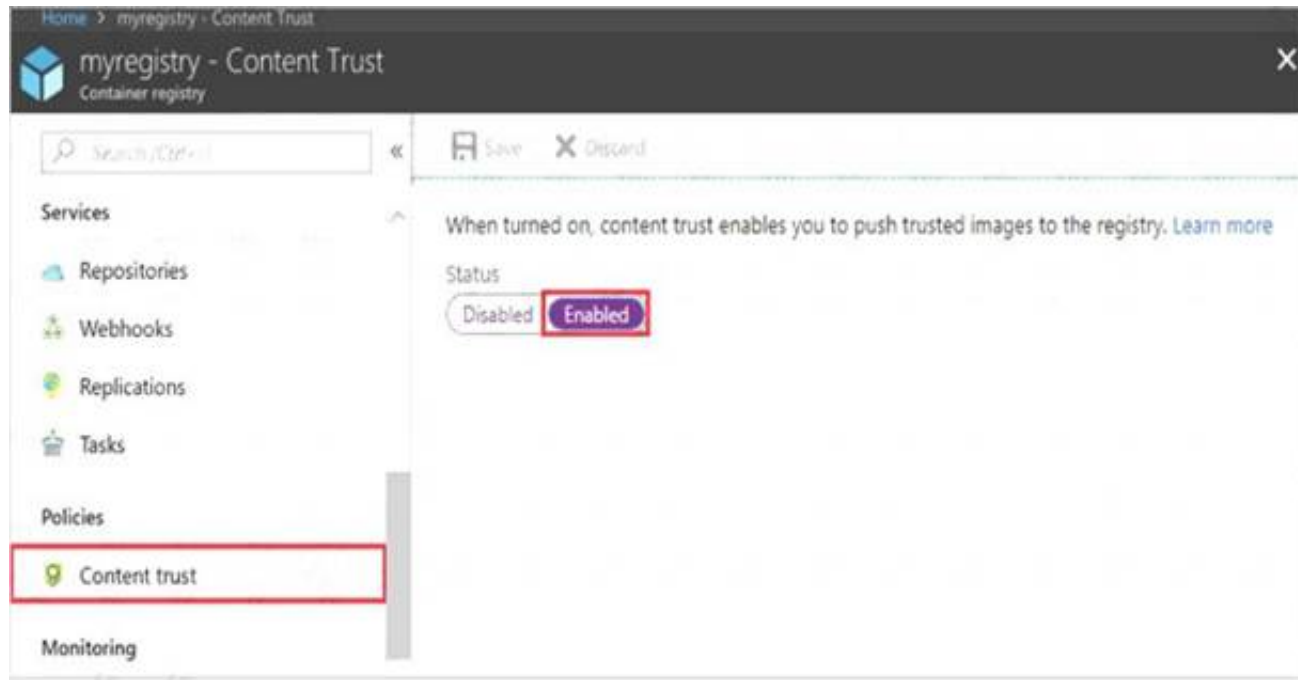 Home > myregistry - Content Trust
myregistry - Content Trust
Container registry
Save Discard
Services
Repositories
Webhooks
Replications
Tasks
Policies
Content trust
Monitoring
When turned on, content trust enables you to push trusted images to the registry. Learn more
Status
Disabled Enabled